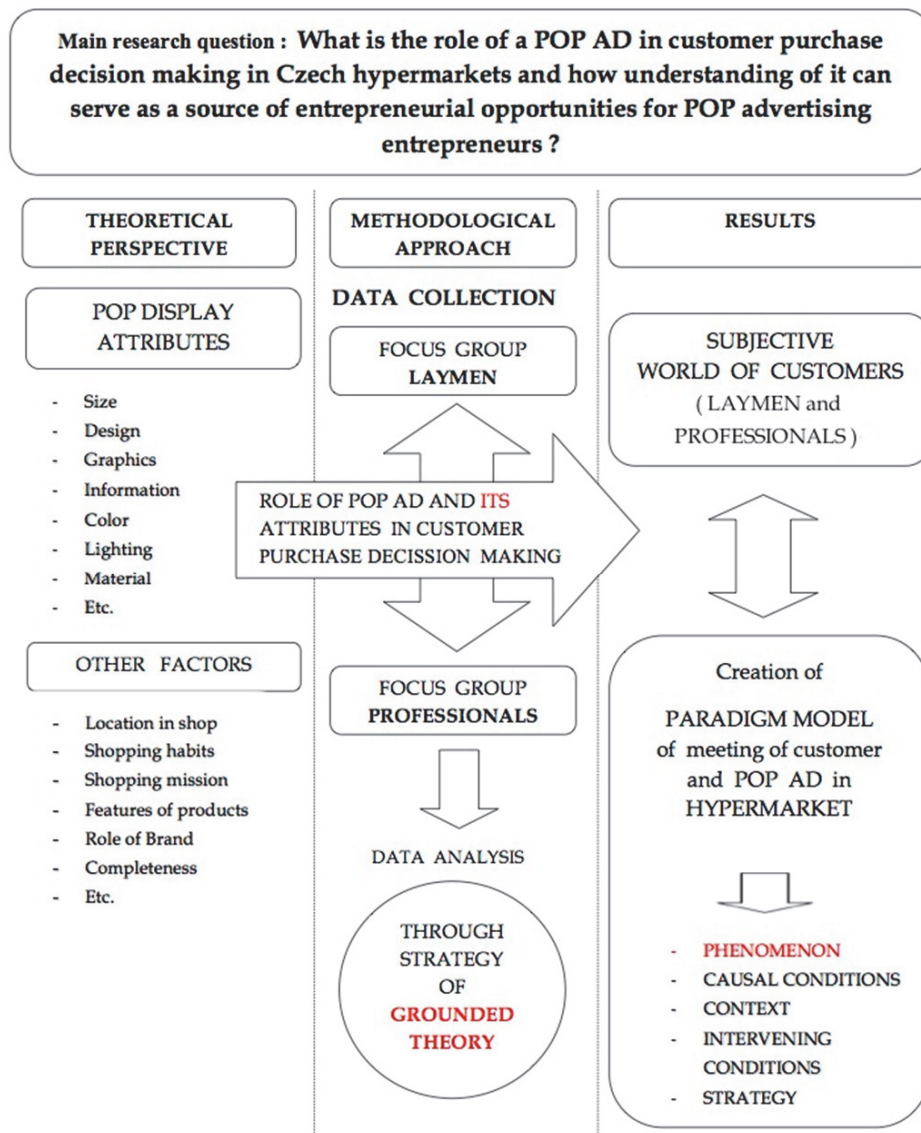 Main research question : What is the role of a POP AD in customer purchase
decision making in Czech hypermarkets and how understanding of it can
serve as a source of entrepreneurial opportunities for POP advertising
entrepreneurs ?
THEORETICAL
PERSPECTIVE
POP DISPLAY
ATTRIBUTES
- Size
- Design
- Graphics
- Information
- Color
- Lighting
- Material
- Etc.
OTHER FACTORS
- Location in shop
- Shopping habits
- Shopping mission
- Features of products
- Role of Brand
- Completeness
- Etc.
METHODOLOGICAL
APPROACH
DATA COLLECTION
FOCUS GROUP
LAYMEN
ROLE OF POP AD AND ITS
ATTRIBUTES IN CUSTOMER
PURCHASE DECISSION MAKING
FOCUS GROUP
PROFESSIONALS
DATA ANALYSIS
THROUGH
STRATEGY
OF
GROUNDED
THEORY
RESULTS
SUBJECTIVE
WORLD OF CUSTOMERS
( LAYMEN and
PROFESSIONALS )
Creation of
PARADIGM MODEL
of meeting of customer
and POP AD in
HYPERMARKET
- PHENOMENON
- CAUSAL CONDITIONS
- CONTEXT
- INTERVENING
CONDITIONS
- STRATEGY